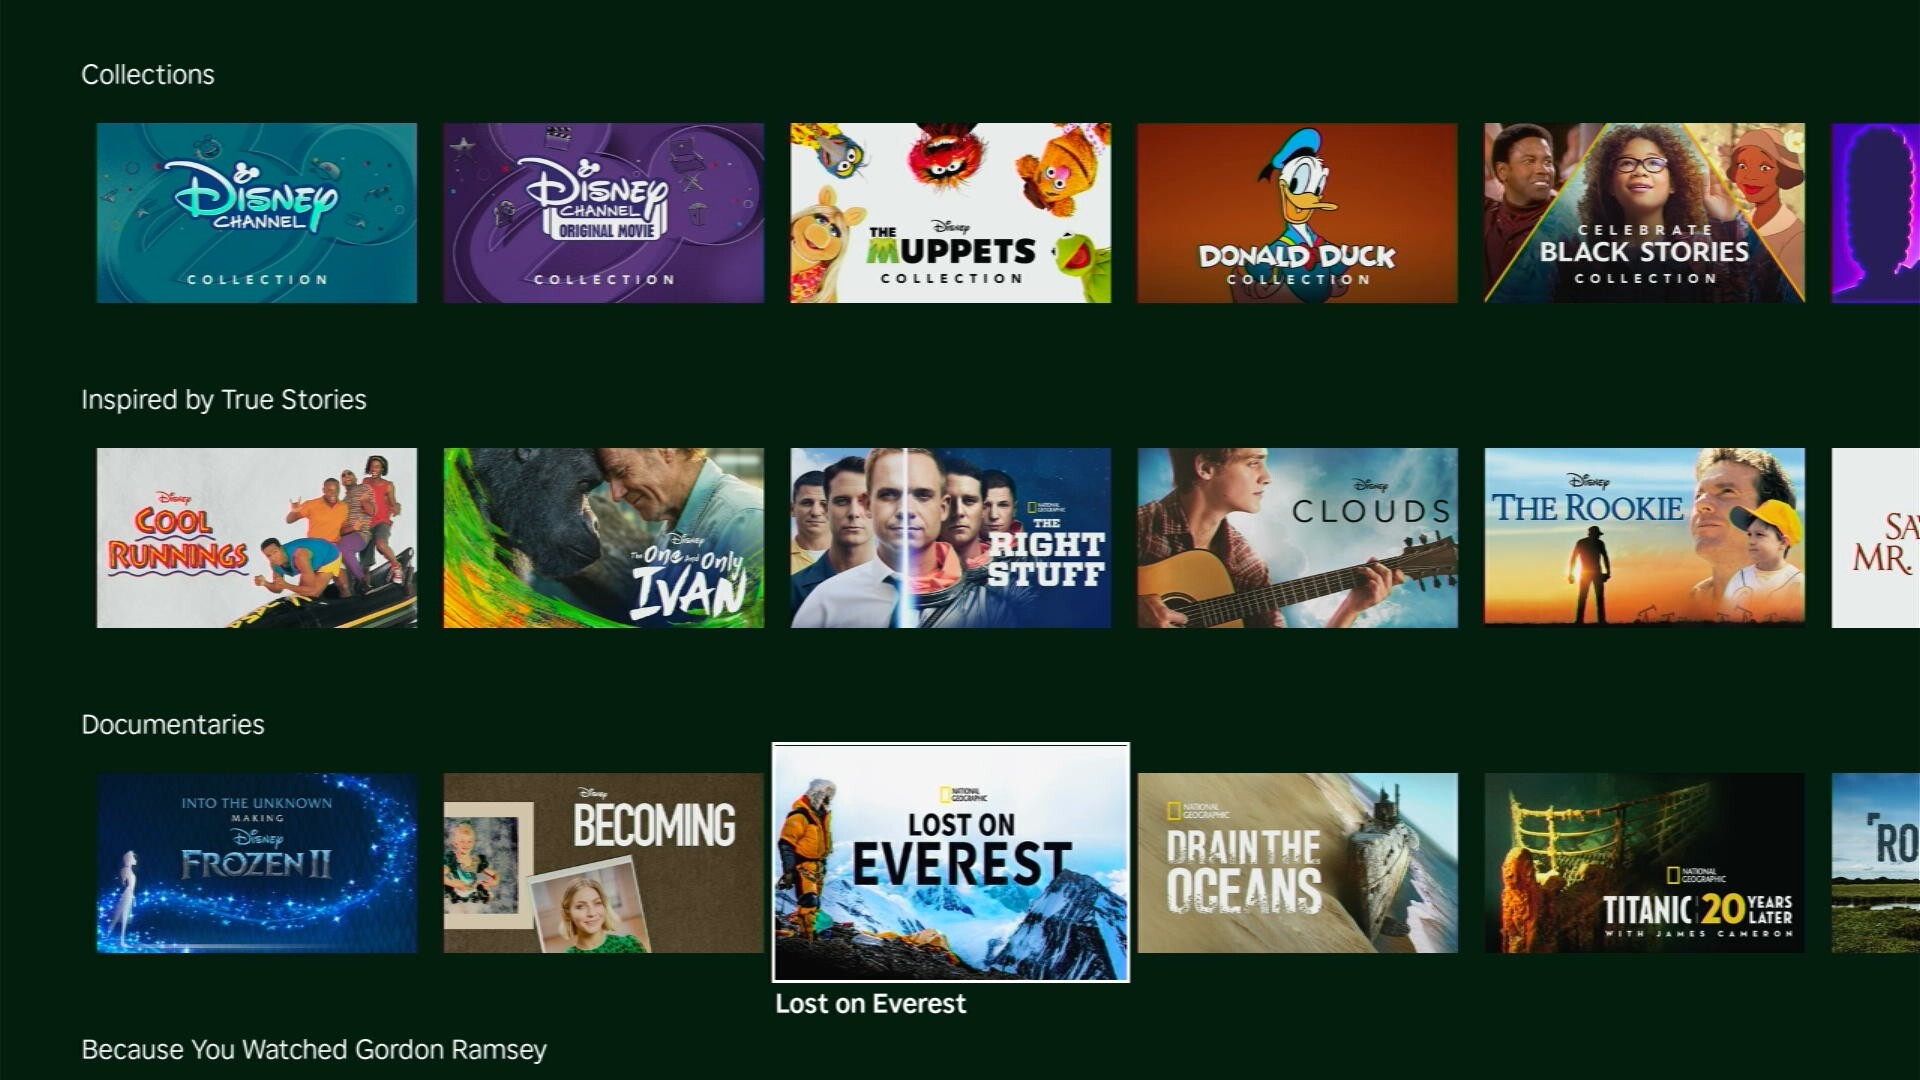 Collections
Disney
CHANNEL
COLLECTION
Disney
CHANNEL
ORIGINAL MOVIE
COLLECTION
Disney
THE
MUPPETS
COLLECTION
DONALD DUCK
COLLECTION
CELEBRATE
BLACK STORIES
COLLECTION
Inspired by True Stories
Disney
COOL
RUNNINGS
Disney
The One And Only
IVAN
NATIONAL
GEOGRAPHIC
THE
RIGHT
STUFF
Disney
CLOUDS
Disney
THE ROOKIE
SA
MR.
Documentaries
INTO THE UNKNOWN
MAKING
Disney
FROZEN II
Disney
BECOMING
NATIONAL
GEOGRAPHIC
LOST ON
EVEREST
Lost on Everest
NATIONAL
GEOGRAPHIC
DRAIN THE
OCEANS
NATIONAL
GEOGRAPHIC
TITANIC 20 YEARS
LATER
WITH JAMES CAMERON
RO
Because You Watched Gordon Ramsey